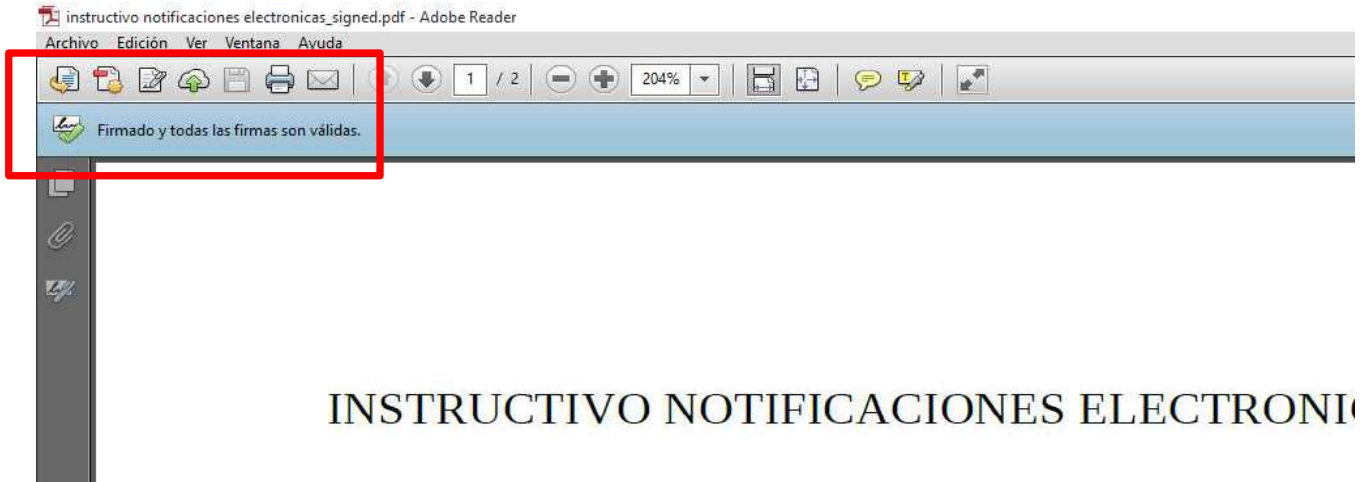 instructivo notificaciones electronicas_signed.pdf - Adobe Reader
Archivo Edición Ver Ventana Ayuda
1 / 2 204%
Firmado y todas las firmas son válidas.
INSTRUCTIVO NOTIFICACIONES ELECTRONI